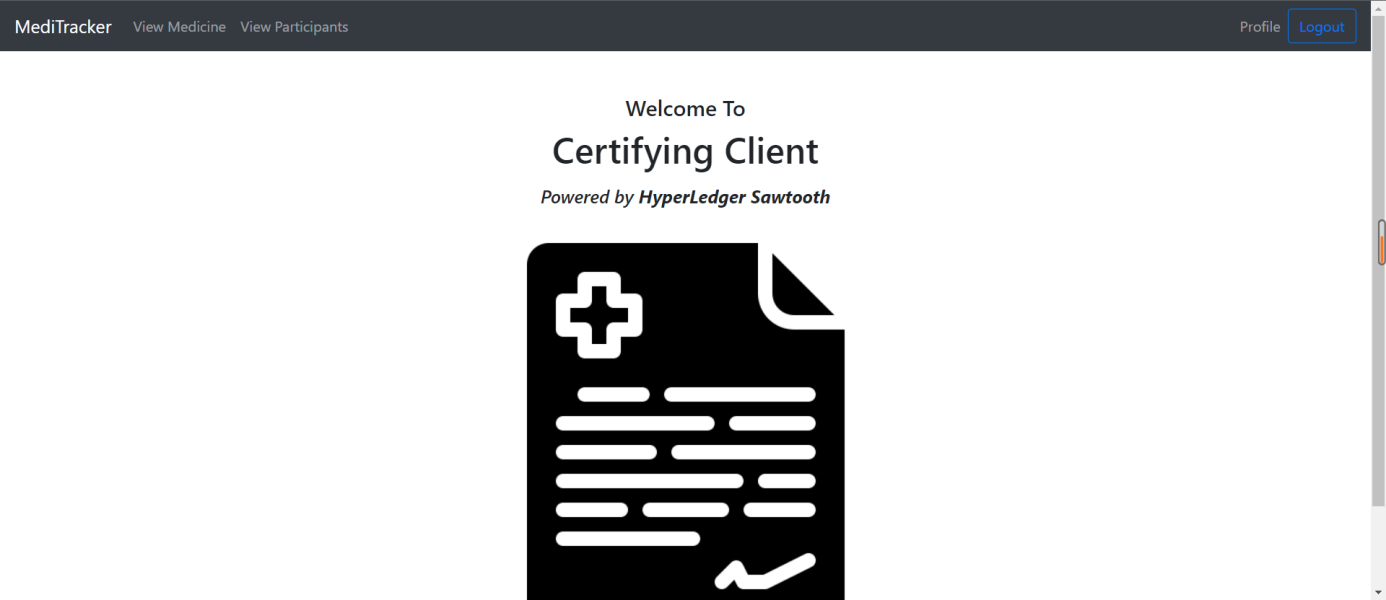 MediTracker View Medicine View Participants Profile Logout
Welcome To
Certifying Client
Powered by HyperLedger Sawtooth